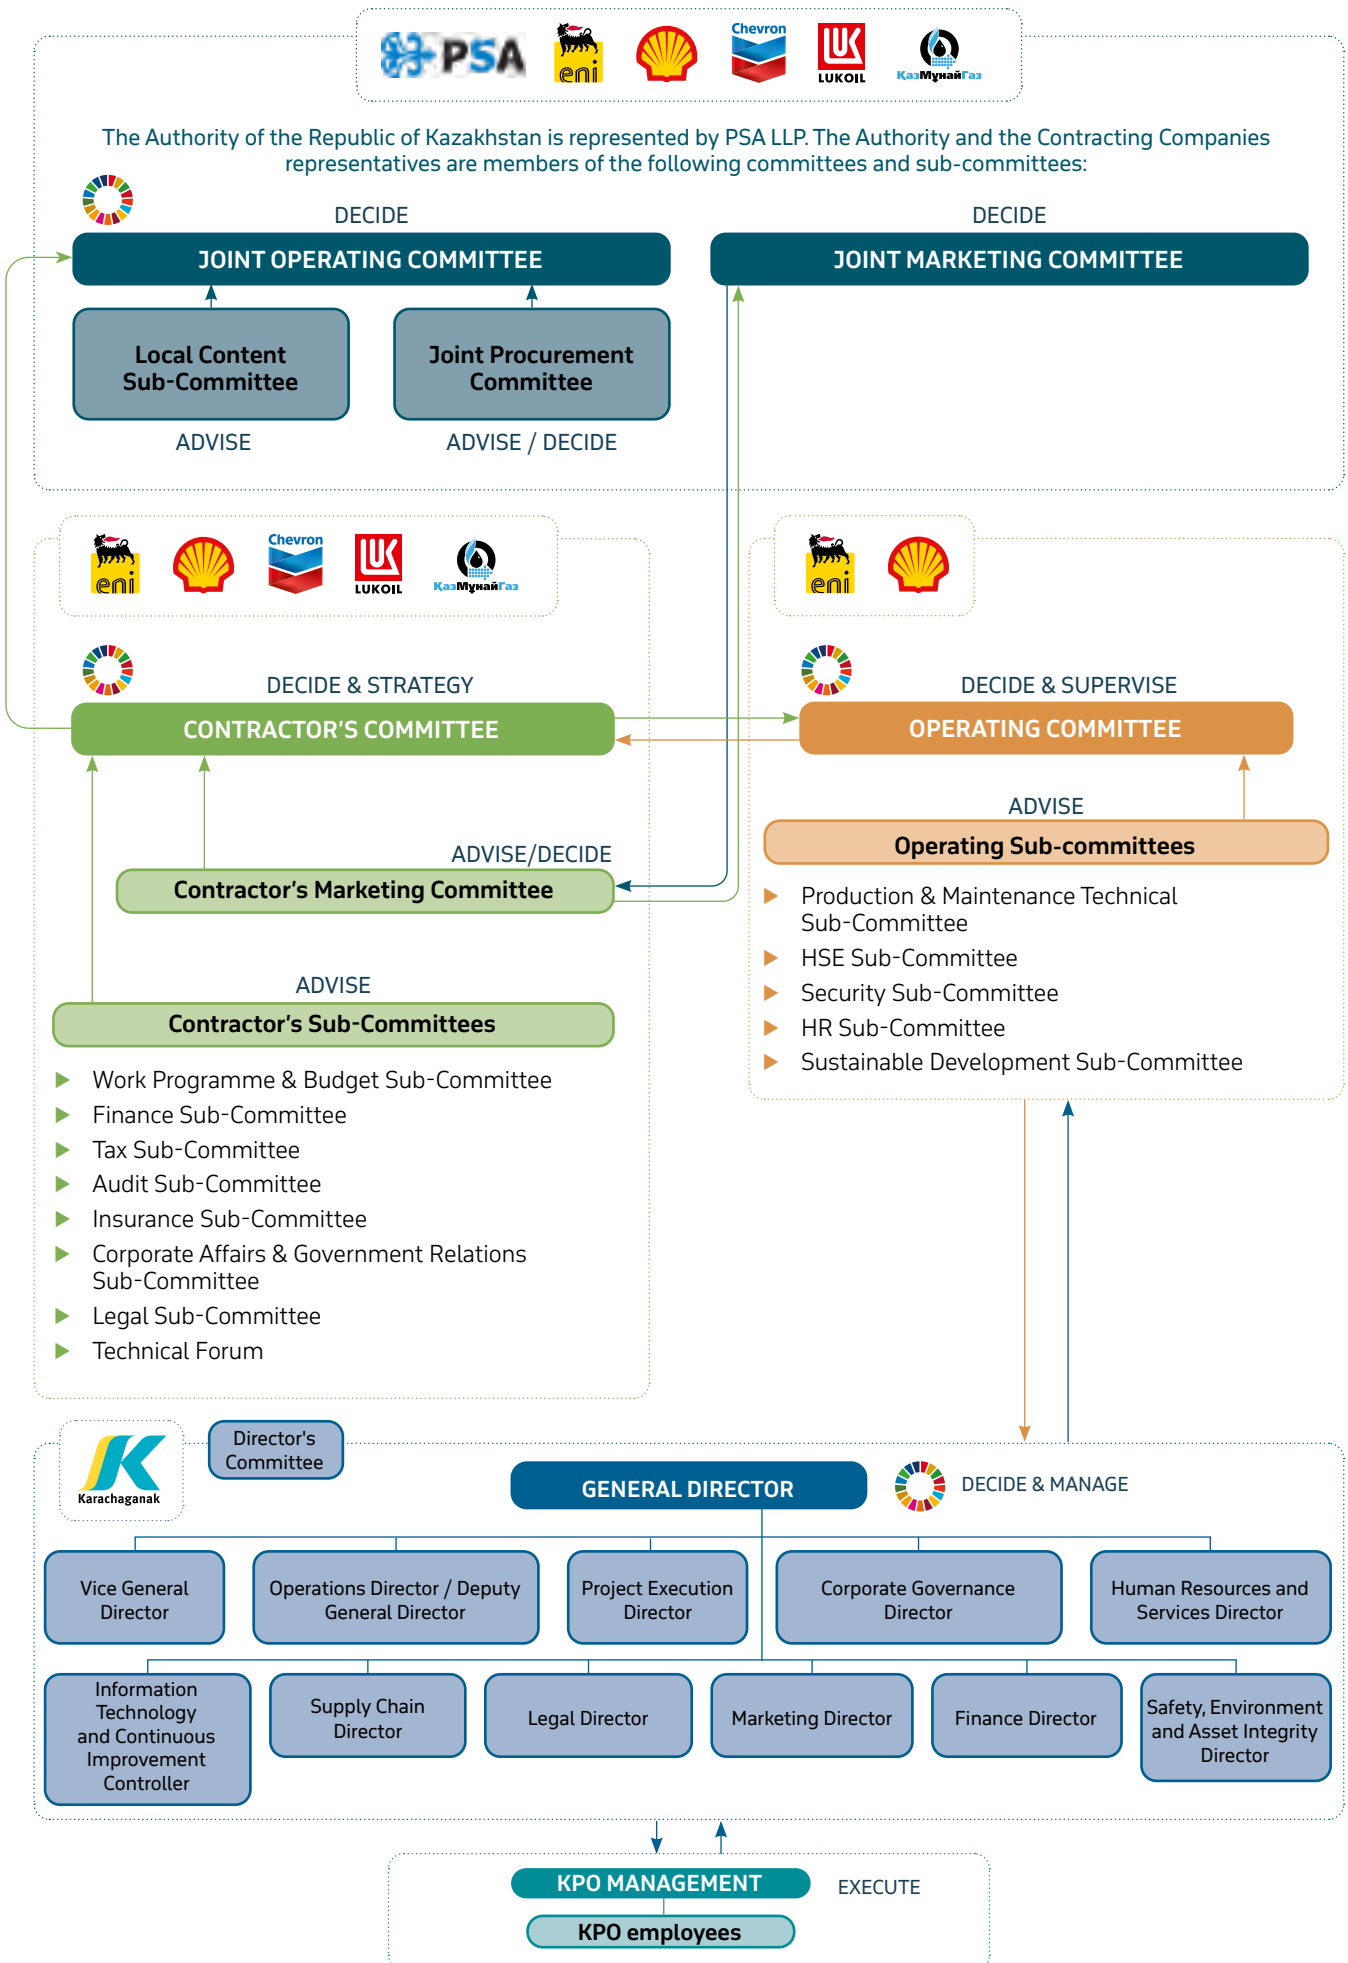 PSA
eni
Chevron
LUKOIL
ҚазМұнайГаз
The Authority of the Republic of Kazakhstan is represented by PSA LLP. The Authority and the Contracting Companies
representatives are members of the following committees and sub-committees:
DECIDE
JOINT OPERATING COMMITTEE
DECIDE
JOINT MARKETING COMMITTEE
Local Content
Sub-Committee
ADVISE
Joint Procurement
Committee
ADVISE / DECIDE
eni
Chevron
LUKOIL
ҚазМұнайГаз
DECIDE & STRATEGY
CONTRACTOR'S COMMITTEE
ADVISE/DECIDE
Contractor's Marketing Committee
ADVISE
Contractor's Sub-Committees
Work Programme & Budget Sub-Committee
Finance Sub-Committee
Tax Sub-Committee
Audit Sub-Committee
Insurance Sub-Committee
Corporate Affairs & Government Relations
Sub-Committee
Legal Sub-Committee
Technical Forum
eni
DECIDE & SUPERVISE
OPERATING COMMITTEE
ADVISE
Operating Sub-committees
Production & Maintenance Technical
Sub-Committee
HSE Sub-Committee
Security Sub-Committee
HR Sub-Committee
Sustainable Development Sub-Committee
Karachaganak
Director's
Committee
GENERAL DIRECTOR
DECIDE & MANAGE
Vice General
Director
Operations Director / Deputy
General Director
Project Execution
Director
Corporate Governance
Director
Human Resources and
Services Director
Information
Technology
and Continuous
Improvement
Controller
Supply Chain
Director
Legal Director
Marketing Director
Finance Director
Safety, Environment
and Asset Integrity
Director
KPO MANAGEMENT
EXECUTE
KPO employees